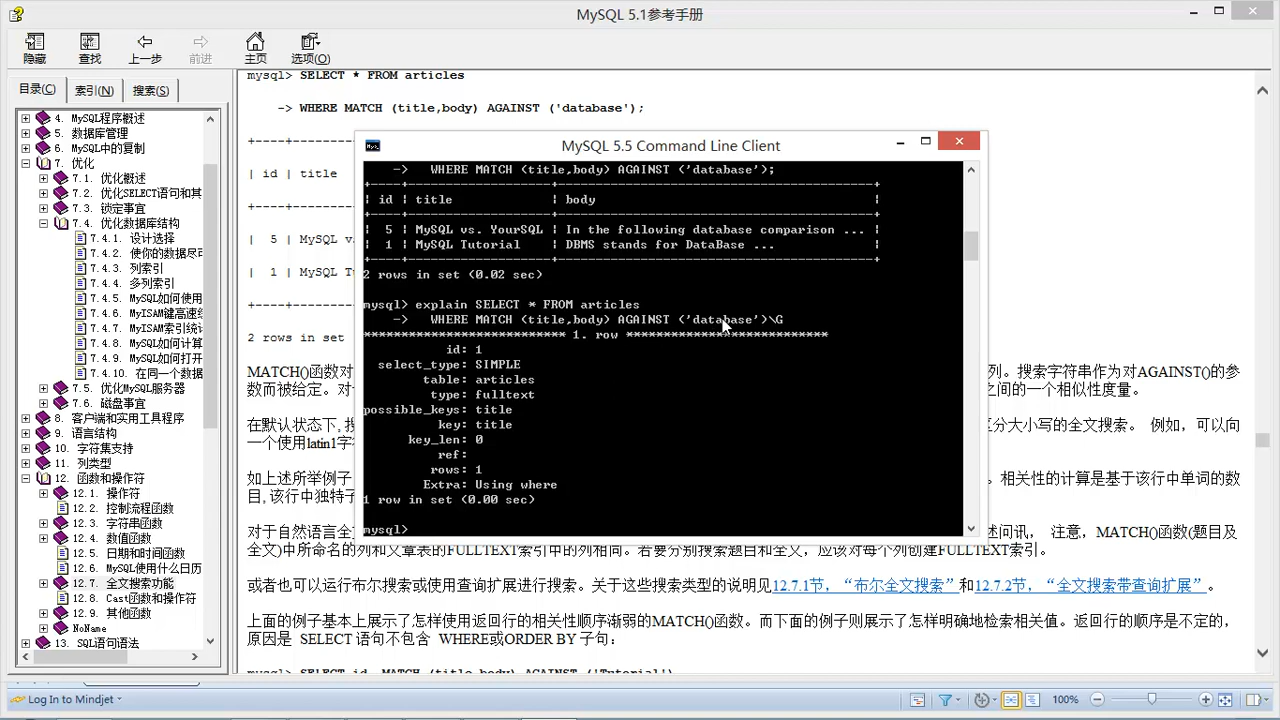 MySQL 5.1参考手册
隐藏
查找
上一步
前进
主页
选项(O)
目录(C)
索引(N)
搜索(S)
4. MySQL程序概述
5. 数据库管理
6. MySQL中的复制
7. 优化
7.1. 优化概述
7.2. 优化SELECT语句和其
7.3. 锁定事宜
7.4. 优化数据库结构
7.4.1. 设计选择
7.4.2. 使你的数据尽可
7.4.3. 列索引
7.4.4. 多列索引
7.4.5. MySQL如何使用
7.4.6. MyISAM键高速缓
7.4.7. MyISAM索引统计
7.4.8. MySQL如何计算
7.4.9. MySQL如何打开
7.4.10. 在同一个数据
7.5. 优化MySQL服务器
7.6. 磁盘事宜
8. 客户端和实用工具程序
9. 语言结构
10. 字符集支持
11. 列类型
12. 函数和操作符
12.1. 操作符
12.2. 控制流程函数
12.3. 字符串函数
12.4. 数值函数
12.5. 日期和时间函数
12.6. MySQL使用什么日历
12.7. 全文搜索功能
12.8. Cast函数和操作符
12.9. 其他函数
NoName
13. SQL语句语法
mysql> SELECT * FROM articles
-> WHERE MATCH (title,body) AGAINST ('database');
+----+-----
| id | title
+----+-----
| 5 | MySQL v
| 1 | MySQL Tu
+----+-----
2 rows in set
MATCH()函数对
列。搜索字符串作为对AGAINST()的参
数而被给定。对
之间的一个相似性度量。
在默认状态下,
区分大小写的全文搜索。 例如，可以向
一个使用latin1字
如上述所举例子
相关性的计算是基于该行中单词的数
目,该行中独特子
对于自然语言全
述问讯， 注意，MATCH()函数(题目及
全文)中所命名的列和文章表的FULLTEXT索引中的列相同。若要分别搜索题目和全文，应该对每个列创建FULLTEXT索引。
或者也可以运行布尔搜索或使用查询扩展进行搜索。关于这些搜索类型的说明见12.7.1节，“布尔全文搜索”和12.7.2节，“全文搜索带查询扩展”。
上面的例子基本上展示了怎样使用返回行的相关性顺序渐弱的MATCH()函数。而下面的例子则展示了怎样明确地检索相关值。返回行的顺序是不定的，
原因是 SELECT 语句不包含 WHERE或ORDER BY 子句：
mysql> SELECT id, MATCH (title,body) AGAINST ('Tutorial')
MySQL 5.5 Command Line Client
-> WHERE MATCH (title,body) AGAINST ('database');
+----+-------------------+------------------------------------------+
| id | title | body |
+----+-------------------+------------------------------------------+
| 5 | MySQL vs. YourSQL | In the following database comparison ... |
| 1 | MySQL Tutorial | DBMS stands for DataBase ... |
+----+-------------------+------------------------------------------+
2 rows in set (0.02 sec)
mysql> explain SELECT * FROM articles
-> WHERE MATCH (title,body) AGAINST ('database')\G
*************************** 1. row ***************************
id: 1
select_type: SIMPLE
table: articles
type: fulltext
possible_keys: title
key: title
key_len: 0
ref:
rows: 1
Extra: Using where
1 row in set (0.00 sec)
mysql>
Log In to Mindjet
100%